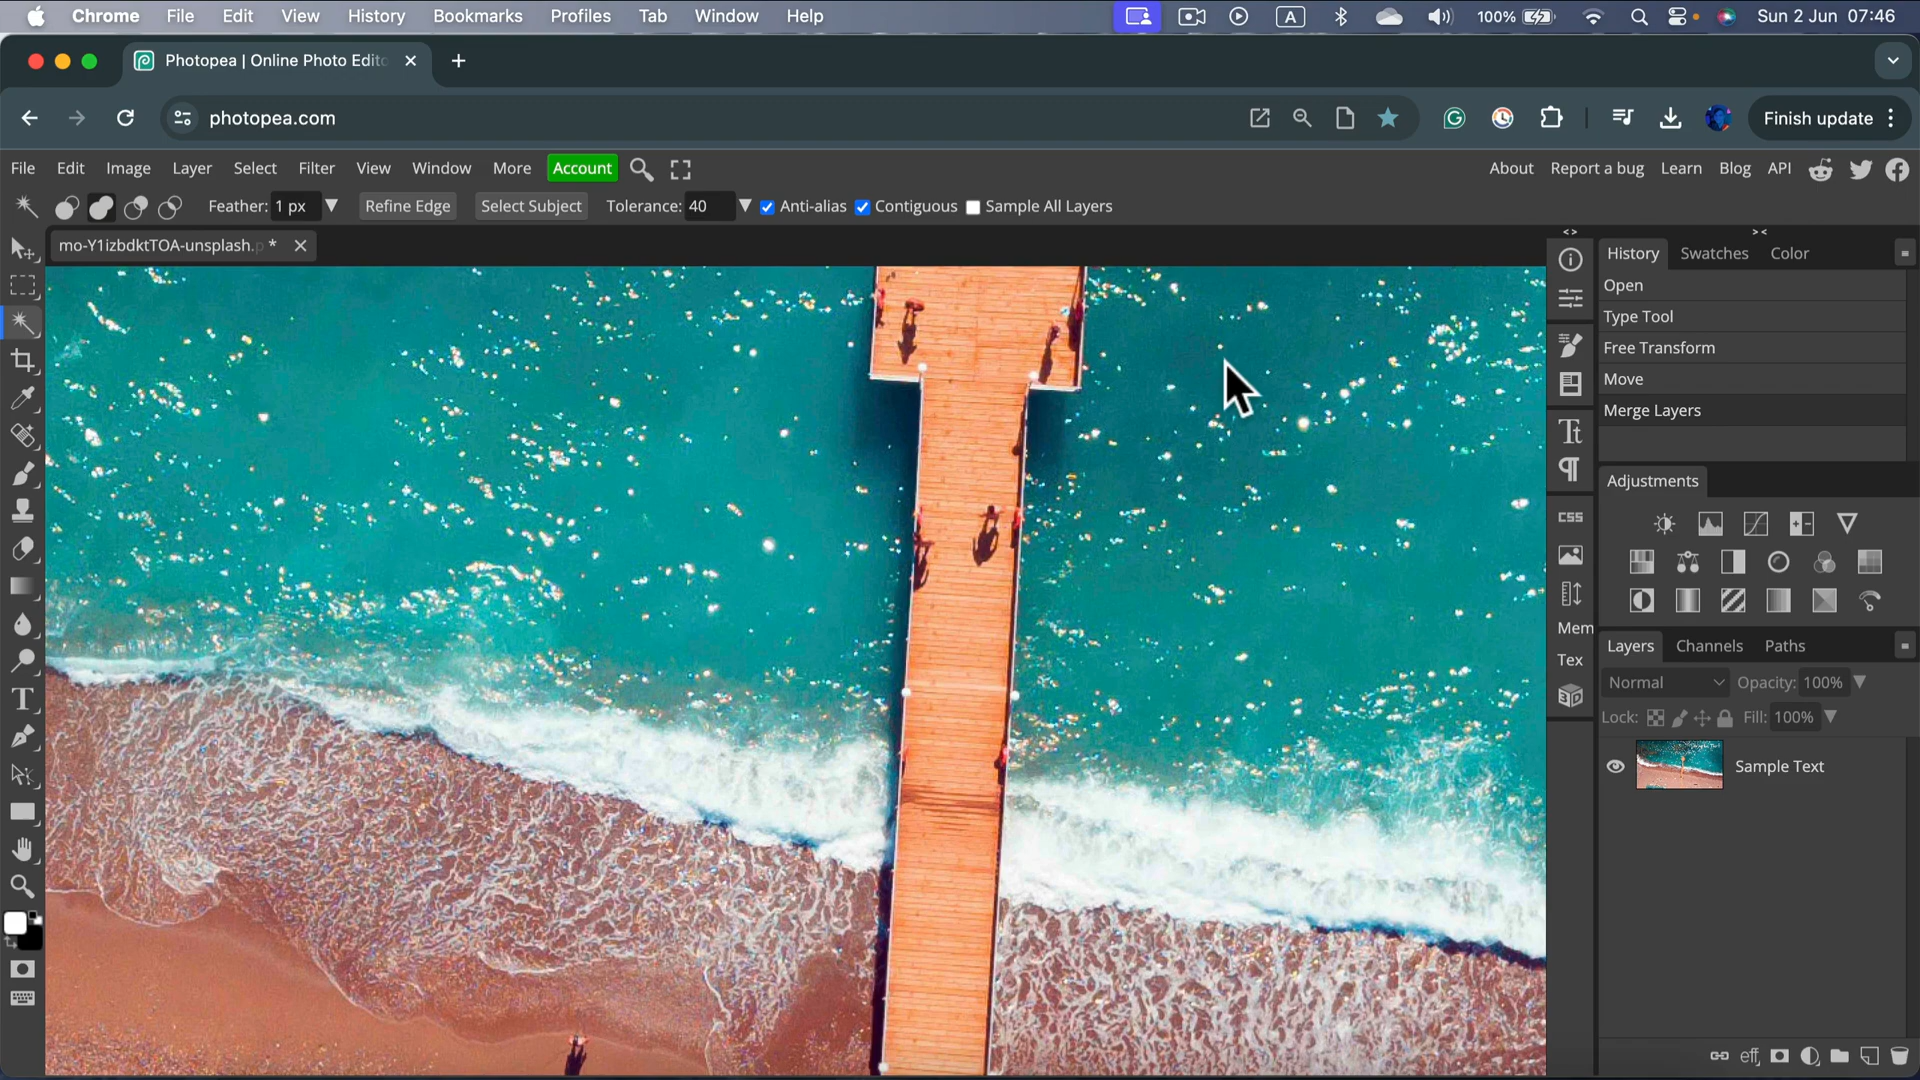 Chrome File Edit View History Bookmarks Profiles Tab Window Help A 100% Sun 2 Jun 07:46
Photopea | Online Photo Edito
photopea.com Finish update
File Edit Image Layer Select Filter View Window More Account About Report a bug Learn Blog API
Feather: 1 px Refine Edge Select Subject Tolerance: 40 Anti-alias Contiguous Sample All Layers
mo-Y1izbdktTOA-unsplash.p *
History Swatches Color
Open
Type Tool
Free Transform
Move
Merge Layers
Adjustments
CSS
Mem
Tex
Layers Channels Paths
Normal Opacity: 100%
Lock: Fill: 100%
Sample Text
eff